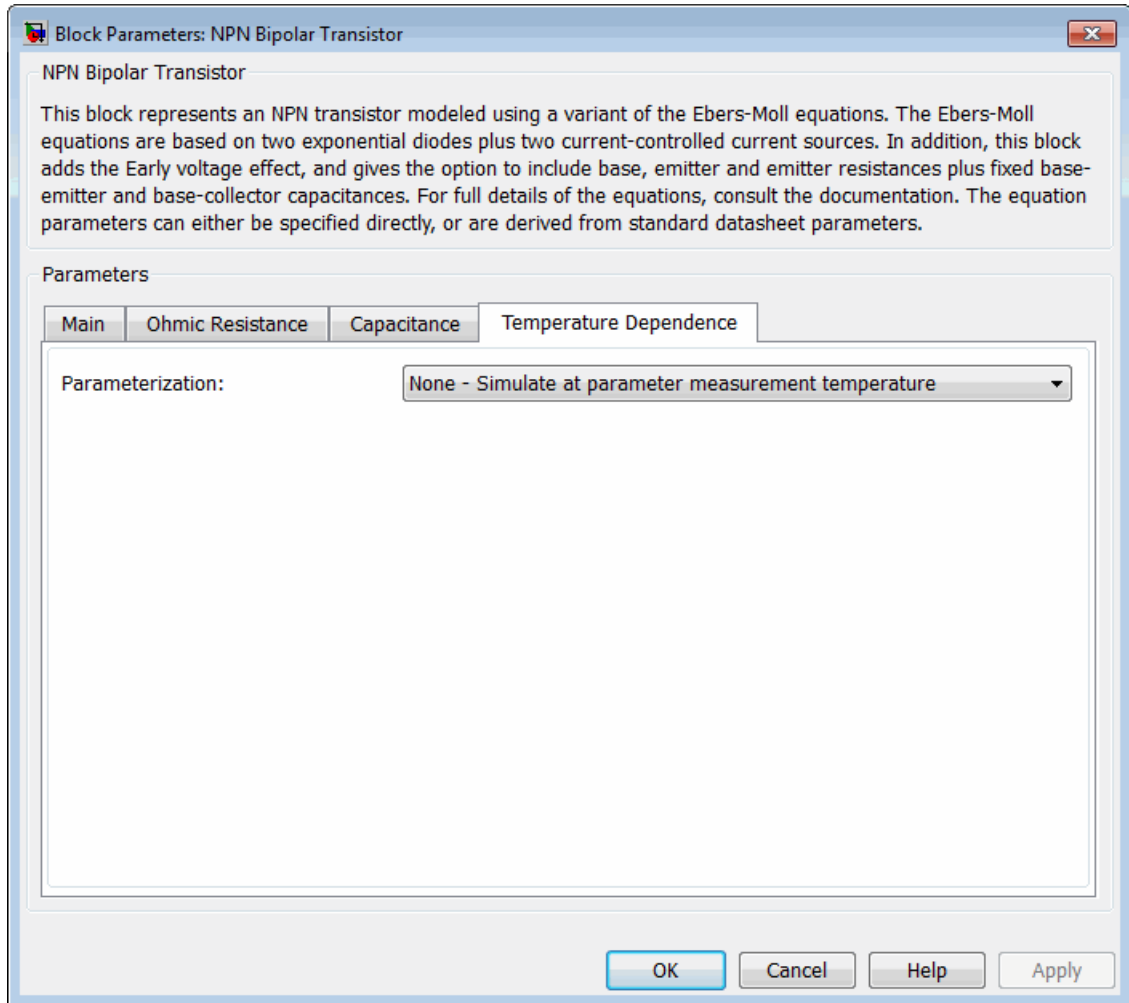 Block Parameters: NPN Bipolar Transistor
NPN Bipolar Transistor
This block represents an NPN transistor modeled using a variant of the Ebers-Moll equations. The Ebers-Moll
equations are based on two exponential diodes plus two current-controlled current sources. In addition, this block
adds the Early voltage effect, and gives the option to include base, emitter and emitter resistances plus fixed base-
emitter and base-collector capacitances. For full details of the equations, consult the documentation. The equation
parameters can either be specified directly, or are derived from standard datasheet parameters.
Parameters
Main Ohmic Resistance Capacitance Temperature Dependence
Parameterization: None - Simulate at parameter measurement temperature
OK Cancel Help Apply